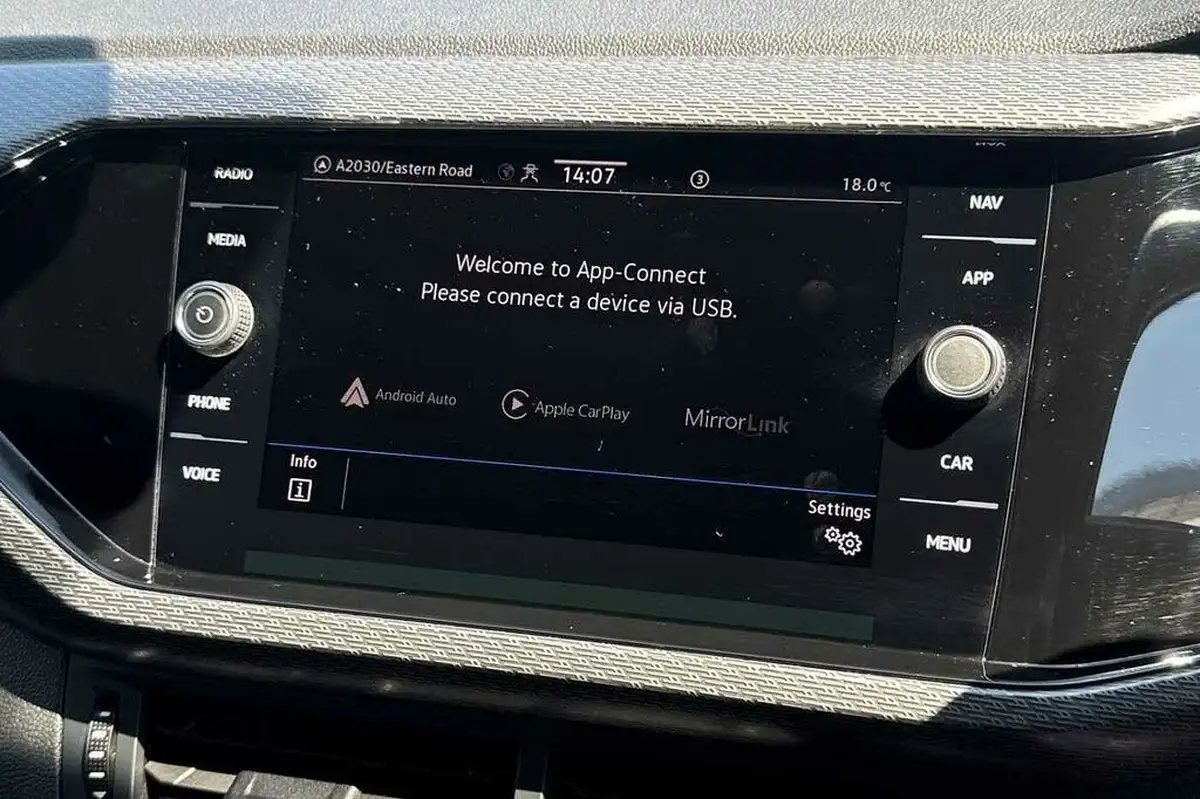 RADIO
MEDIA
PHONE
VOICE
A2030/Eastern Road
14:07
3
18.0°C
Welcome to App-Connect
Please connect a device via USB.
Android Auto
Apple CarPlay
MirrorLink
Info
i
Settings
NAV
APP
CAR
MENU